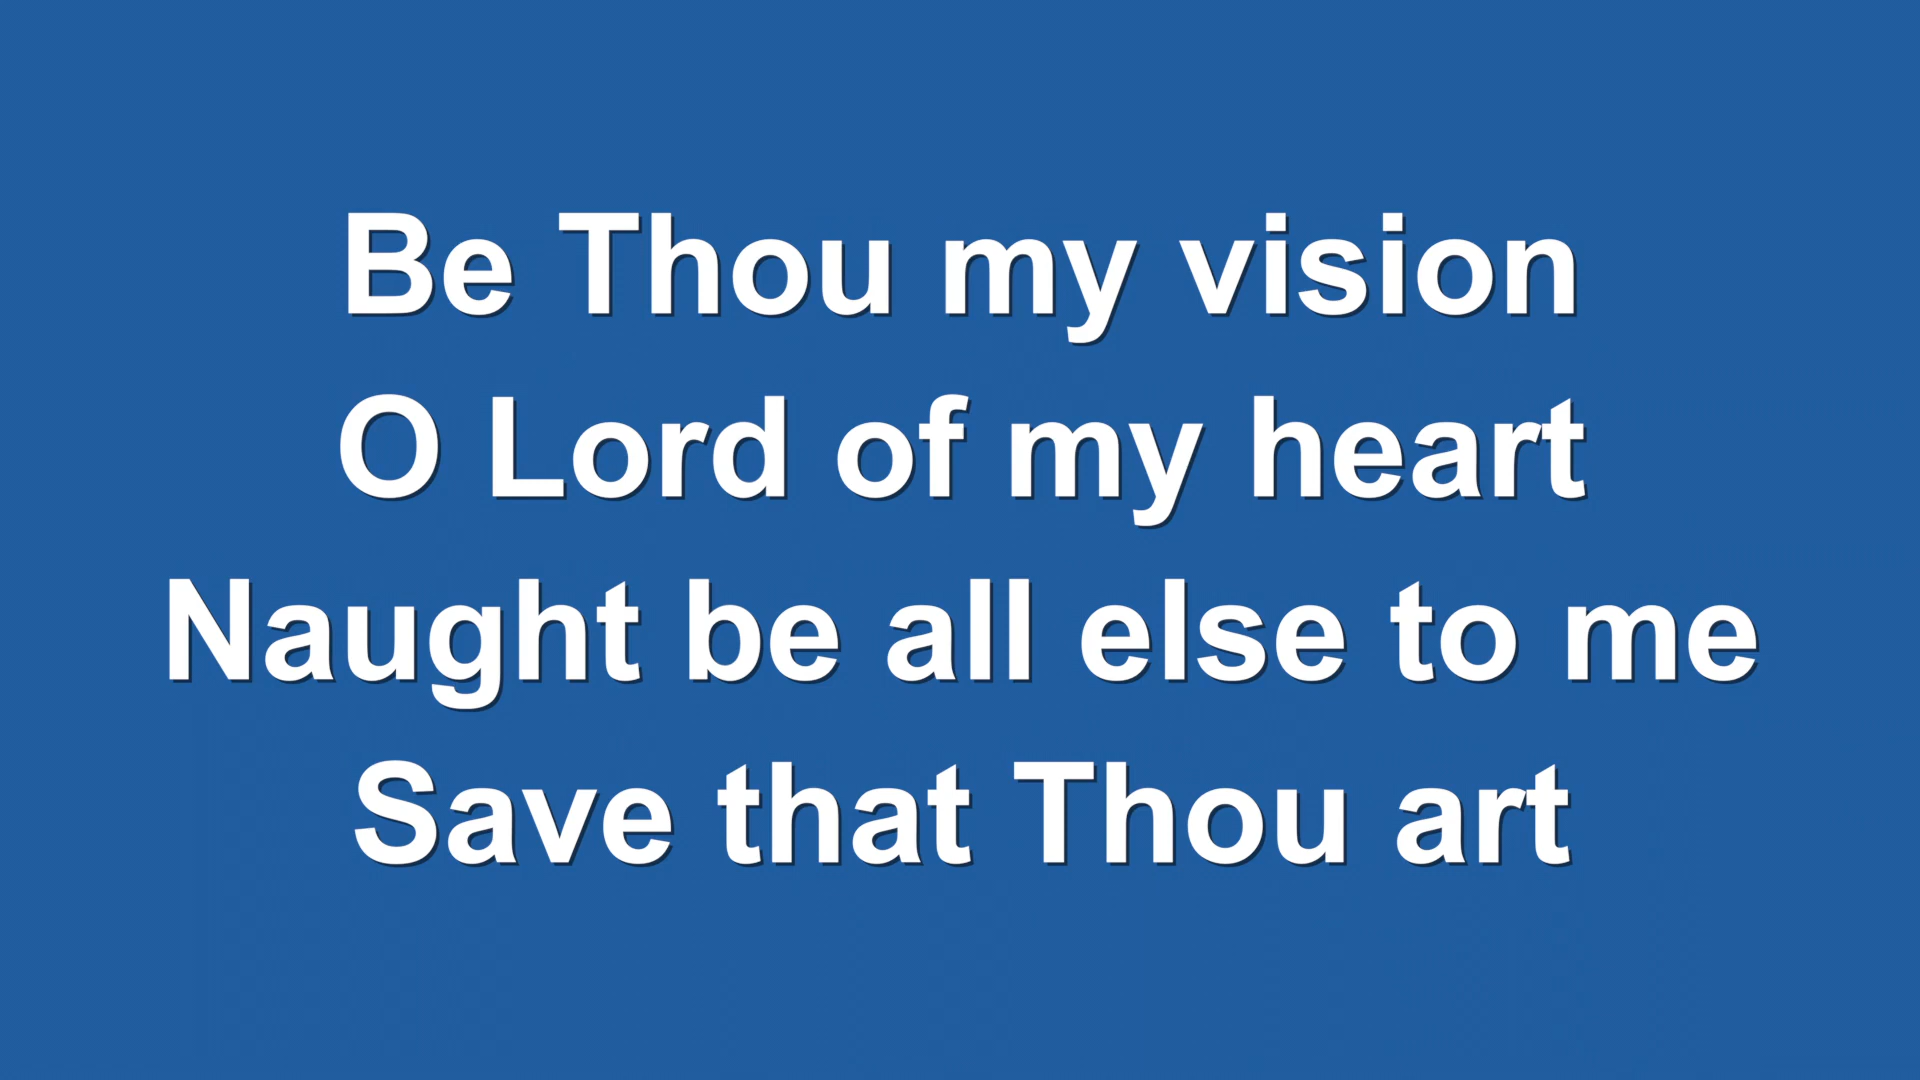 Be Thou my vision
O Lord of my heart
Naught be all else to me
Save that Thou art